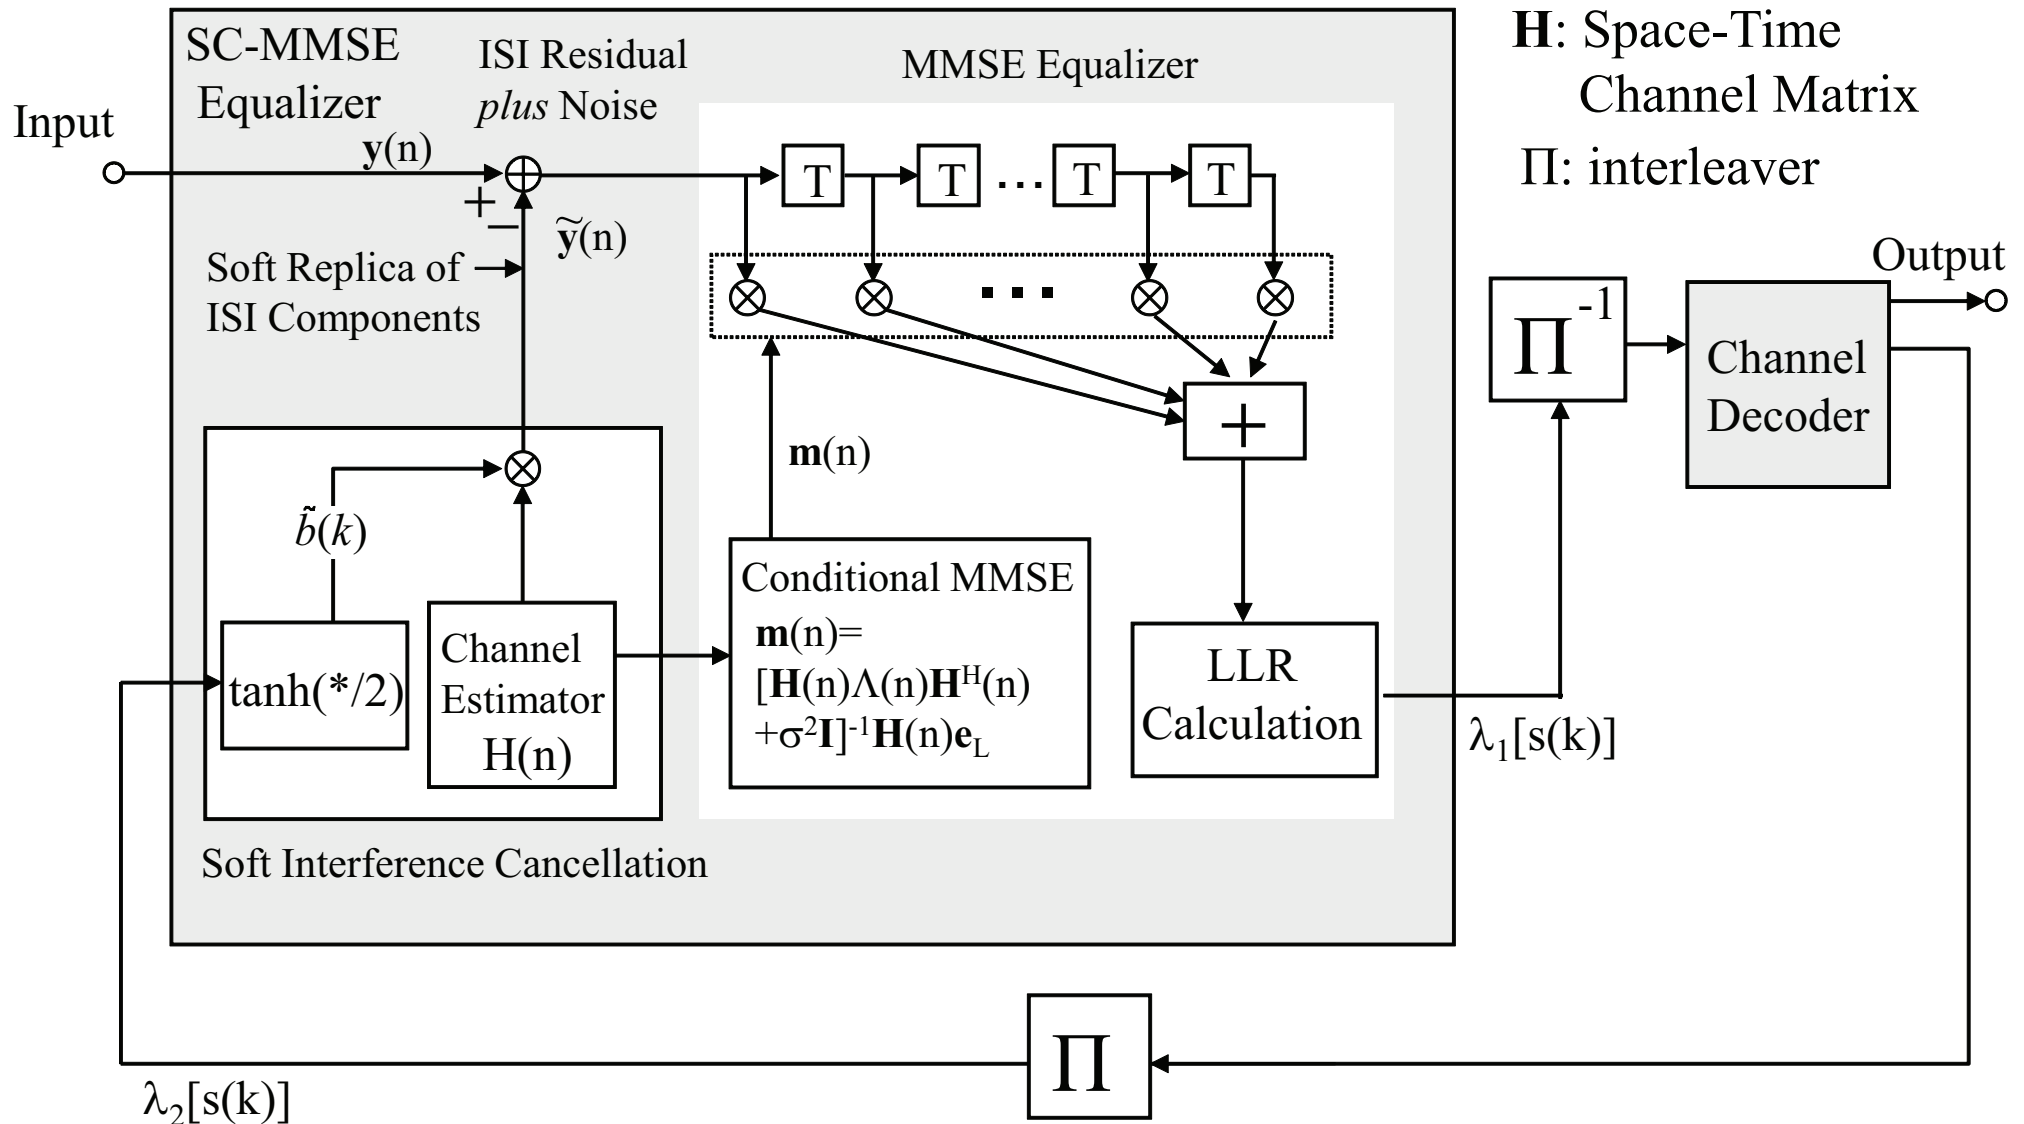 SC-MMSE
Equalizer
ISI Residual
plus Noise
MMSE Equalizer
H: Space-Time
Channel Matrix
Π: interleaver
Input
y(n)
+
−
ỹ(n)
T
T
...
T
T
Soft Replica of
ISI Components
...
+
m(n)
Output
Π⁻¹
Channel
Decoder
b̃(k)
tanh(*/2)
Channel
Estimator
H(n)
Conditional MMSE
m(n)=
[H(n)Λ(n)Hᴴ(n)
+σ²I]⁻¹H(n)e_L
LLR
Calculation
λ₁[s(k)]
Soft Interference Cancellation
Π
λ₂[s(k)]